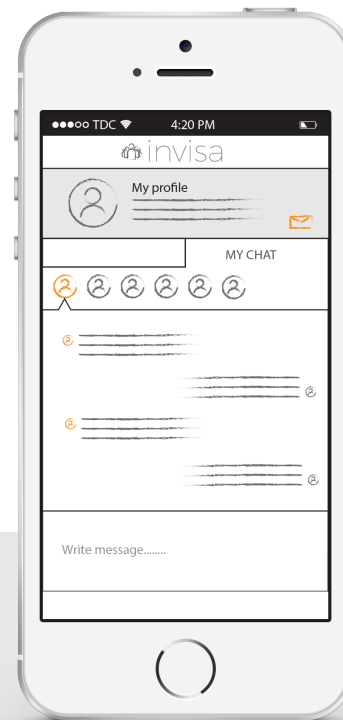 TDC 4:20 PM
invisa
My profile
MY CHAT
Write message........